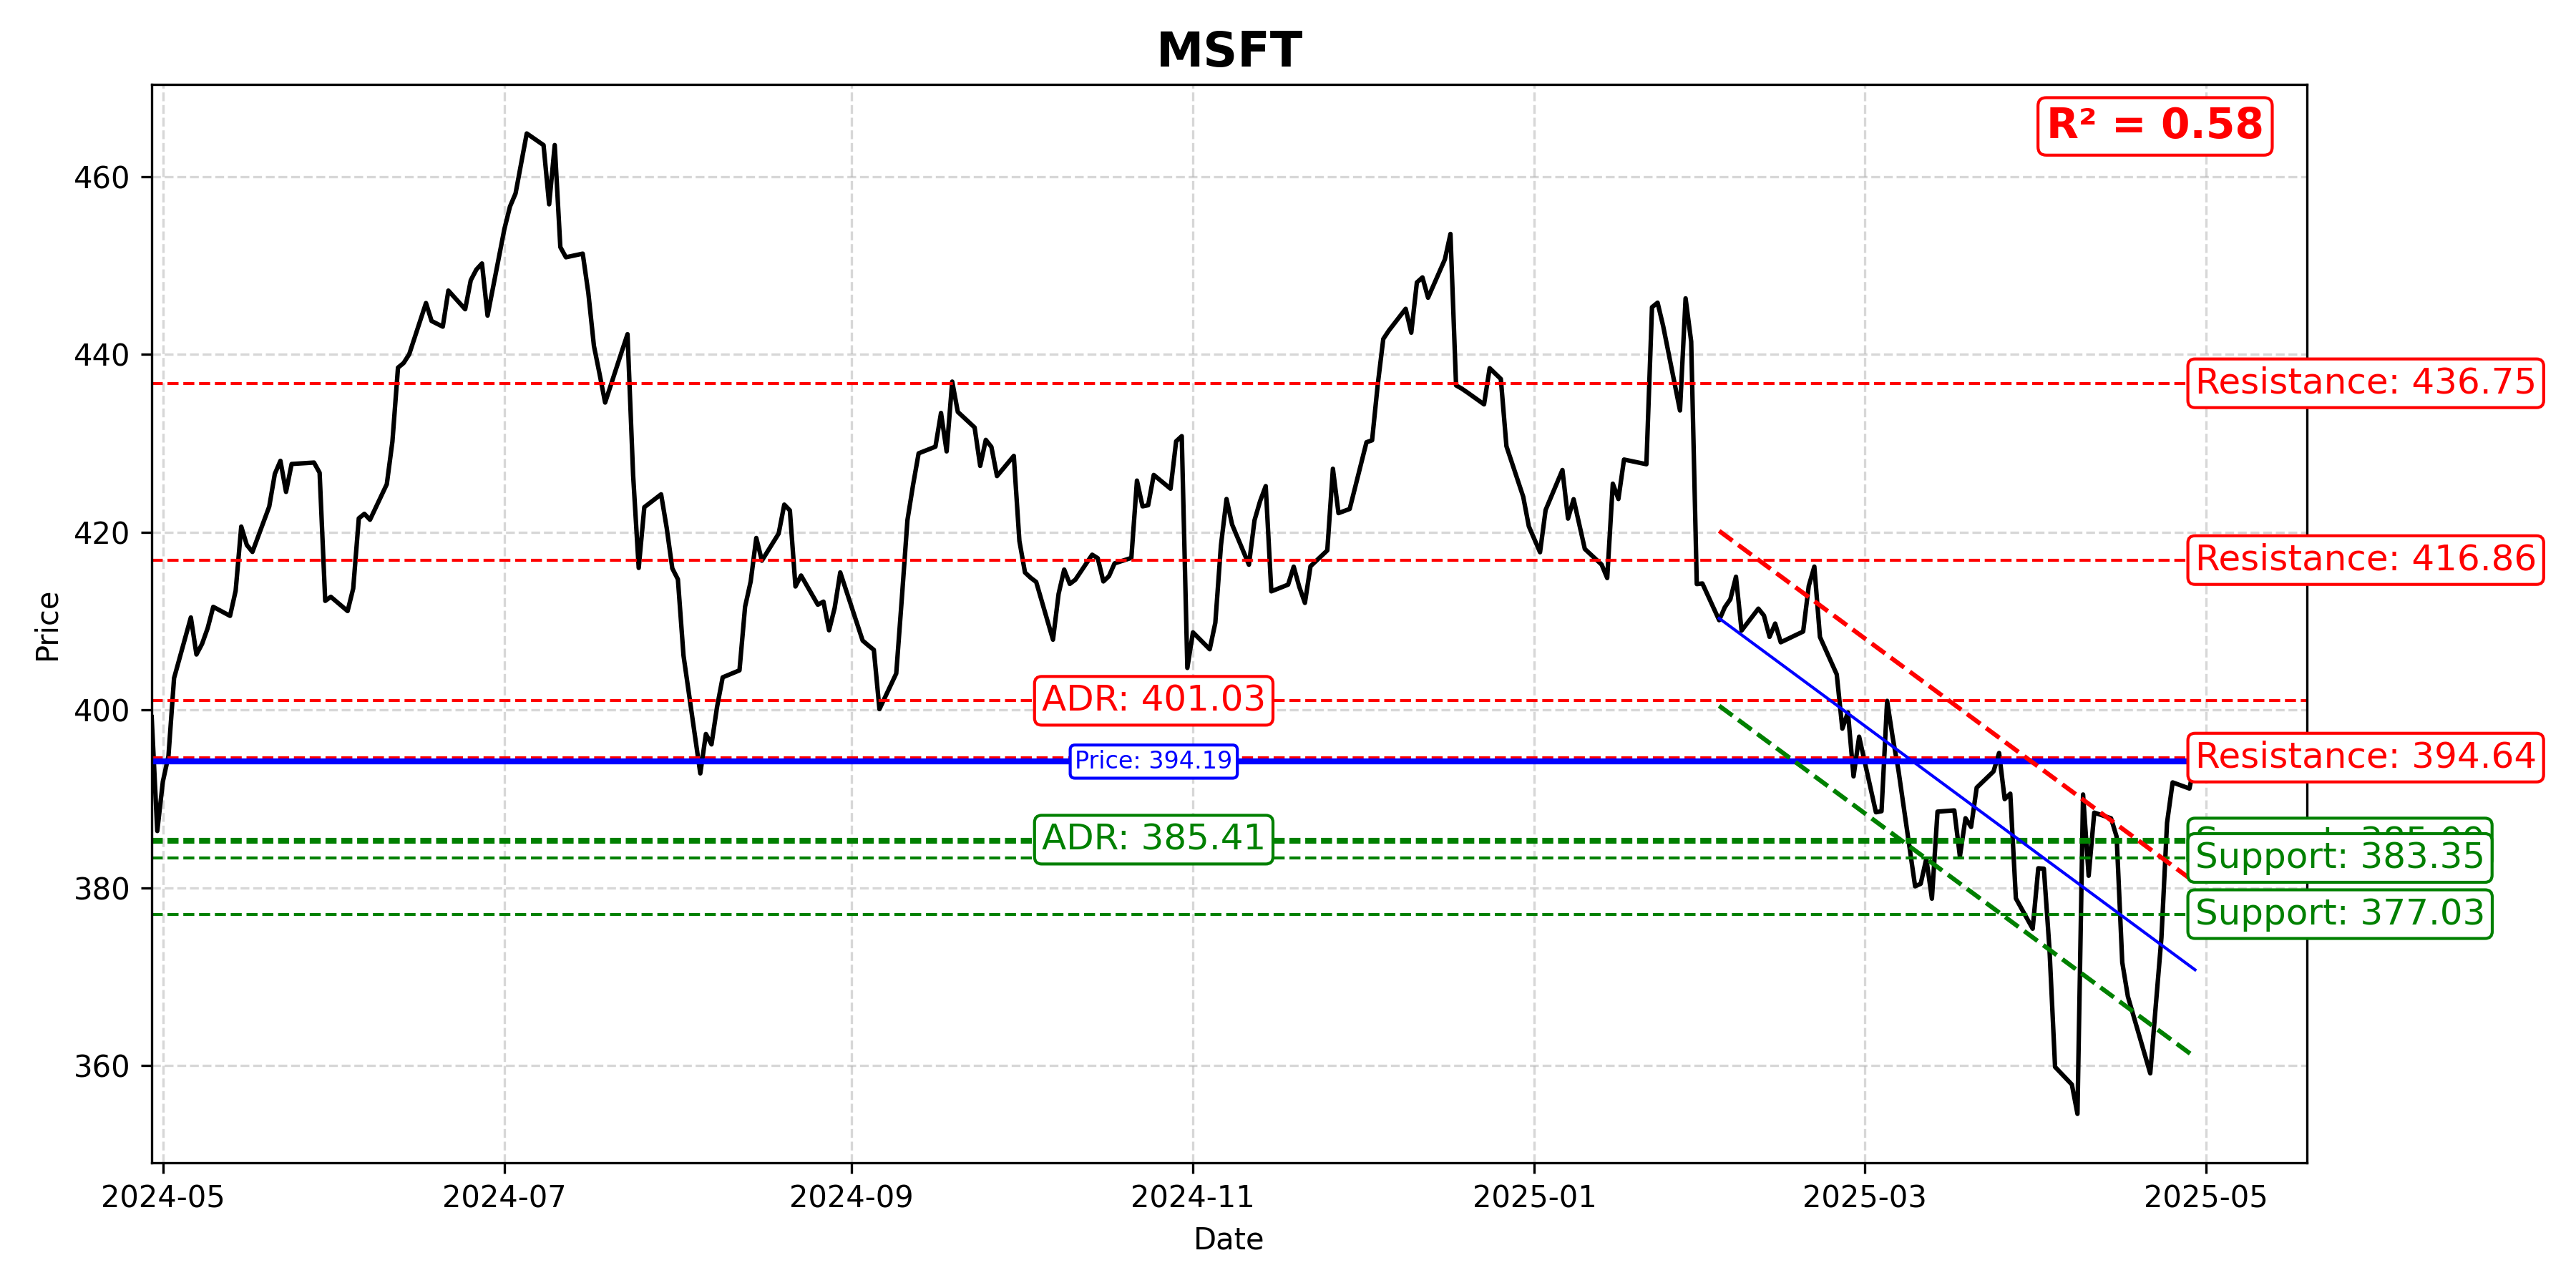 MSFT
R² = 0.58
460
440
420
400
380
360
Price
Resistance: 436.75
Resistance: 416.86
ADR: 401.03
Price: 394.19
Resistance: 394.64
ADR: 385.41
Support: 383.35
Support: 377.03
2024-05
2024-07
2024-09
2024-11
2025-01
2025-03
2025-05
Date